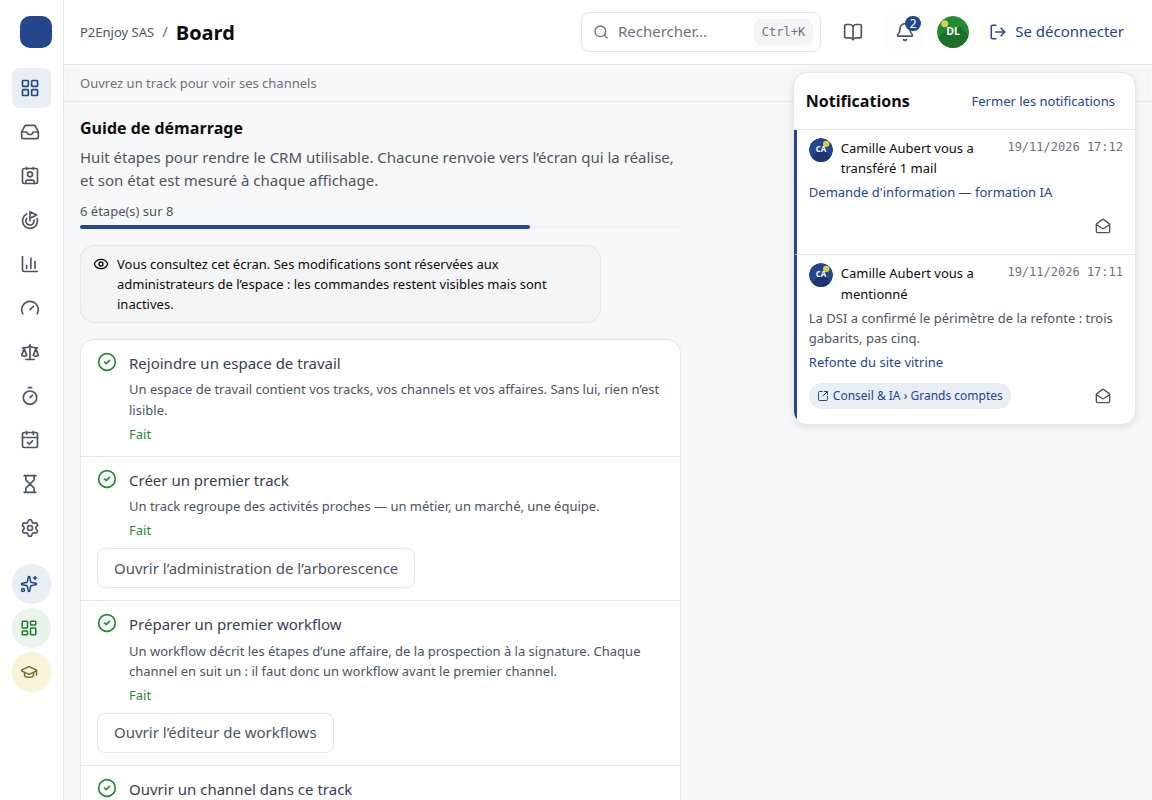 P2Enjoy SAS / Board
Rechercher...
Ctrl+K
2
DL
Se déconnecter
Ouvrez un track pour voir ses channels
Guide de démarrage
Huit étapes pour rendre le CRM utilisable. Chacune renvoie vers l'écran qui la réalise,
et son état est mesuré à chaque affichage.
6 étape(s) sur 8
Vous consultez cet écran. Ses modifications sont réservées aux
administrateurs de l'espace : les commandes restent visibles mais sont
inactives.
Rejoindre un espace de travail
Un espace de travail contient vos tracks, vos channels et vos affaires. Sans lui, rien n'est
lisible.
Fait
Créer un premier track
Un track regroupe des activités proches — un métier, un marché, une équipe.
Fait
Ouvrir l'administration de l'arborescence
Préparer un premier workflow
Un workflow décrit les étapes d'une affaire, de la prospection à la signature. Chaque
channel en suit un : il faut donc un workflow avant le premier channel.
Fait
Ouvrir l'éditeur de workflows
Ouvrir un channel dans ce track
Notifications
Fermer les notifications
CA
Camille Aubert vous a
transféré 1 mail
19/11/2026 17:12
Demande d'information — formation IA
CA
Camille Aubert vous a
mentionné
19/11/2026 17:11
La DSI a confirmé le périmètre de la refonte : trois
gabarits, pas cinq.
Refonte du site vitrine
Conseil & IA › Grands comptes